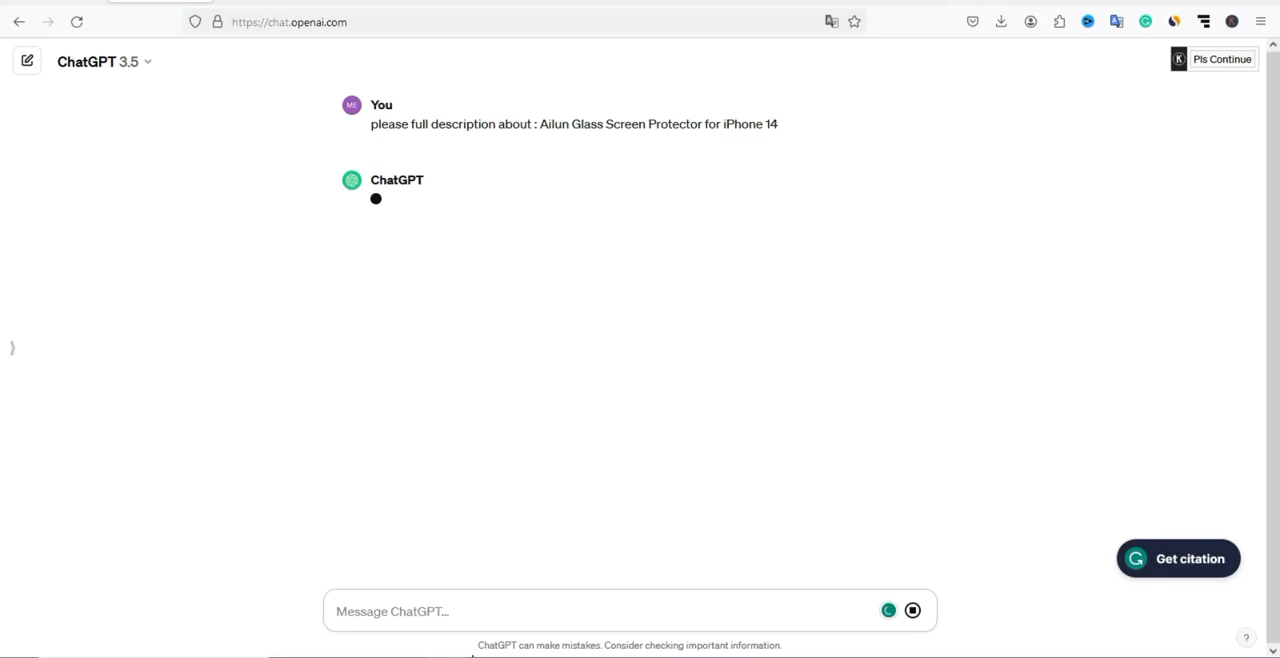 https://chat.openai.com
ChatGPT 3.5
K Pls Continue
ME You
please full description about : Ailun Glass Screen Protector for iPhone 14
ChatGPT
Get citation
Message ChatGPT...
ChatGPT can make mistakes. Consider checking important information.
?